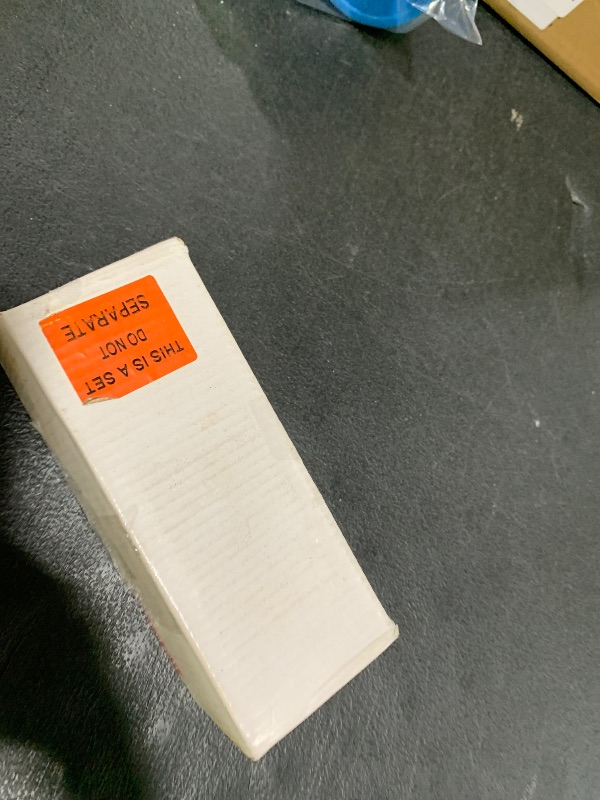 THIS IS A SET
DO NOT
SEPARATE